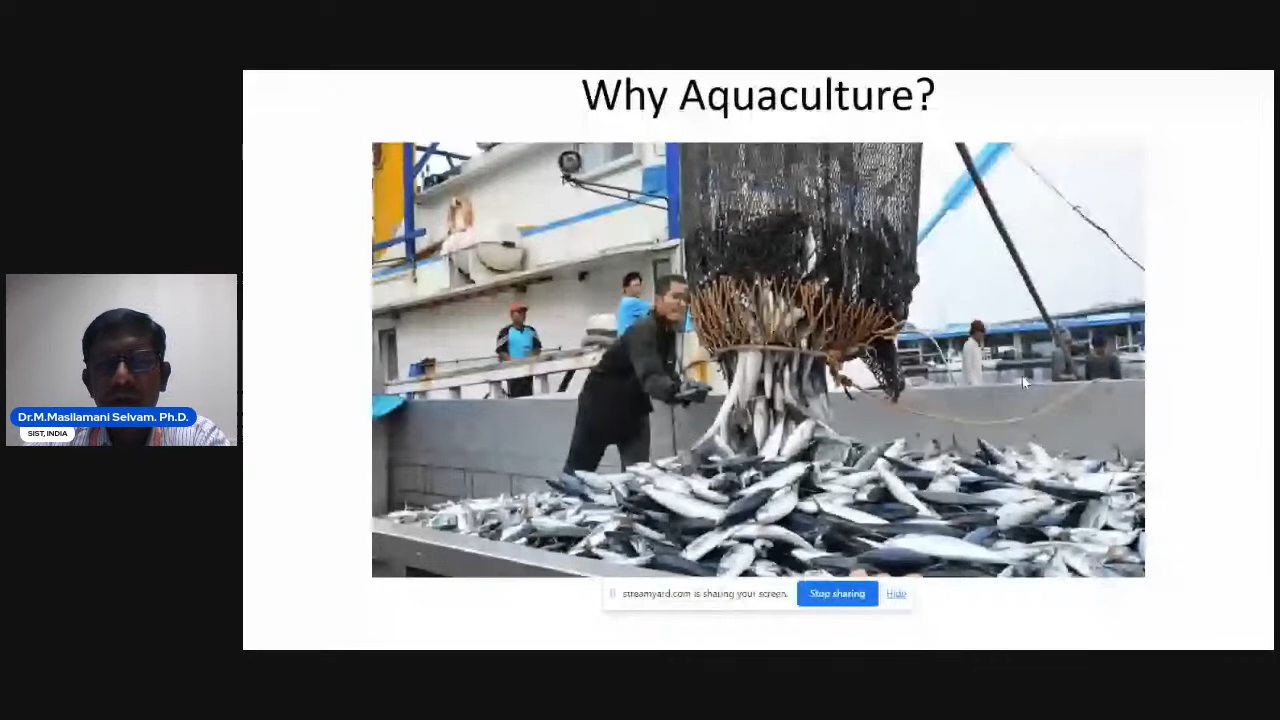 Why Aquaculture?
Dr.M.Masilamani Selvam. Ph.D.
SIST, INDIA
streamyard.com is sharing your screen.
Stop sharing
Hide